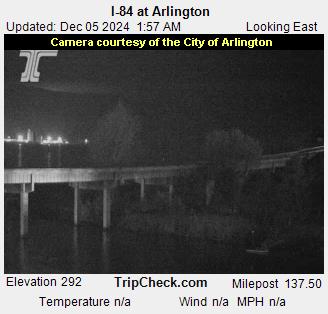 I-84 at Arlington
Updated: Dec 05 2024 1:57 AM Looking East
Camera courtesy of the City of Arlington
Elevation 292 TripCheck.com Milepost 137.50
Temperature n/a Wind n/a MPH n/a